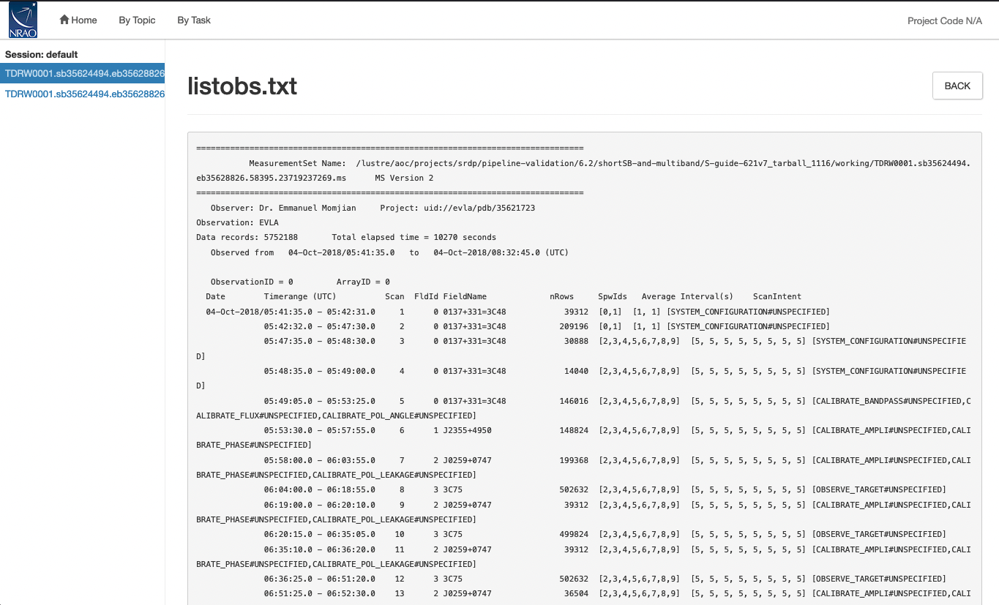 NRAO
Home By Topic By Task
Project Code N/A
Session: default
TDRW0001.sb35624494.eb35628826
TDRW0001.sb35624494.eb35628826
listobs.txt
BACK
================================================================================
MeasurementSet Name: /lustre/aoc/projects/srdp/pipeline-validation/6.2/shortSB-and-multiband/S-guide-621v7_tarball_1116/working/TDRW0001.sb35624494.
eb35628826.58395.23719237269.ms MS Version 2
================================================================================
Observer: Dr. Emmanuel Momjian Project: uid://evla/pdb/35621723
Observation: EVLA
Data records: 5752188 Total elapsed time = 10270 seconds
Observed from 04-Oct-2018/05:41:35.0 to 04-Oct-2018/08:32:45.0 (UTC)
ObservationID = 0 ArrayID = 0
Date Timerange (UTC) Scan FldId FieldName nRows SpwIds Average Interval(s) ScanIntent
04-Oct-2018/05:41:35.0 - 05:42:31.0 1 0 0137+331=3C48 39312 [0,1] [1, 1] [SYSTEM_CONFIGURATION#UNSPECIFIED]
05:42:32.0 - 05:47:30.0 2 0 0137+331=3C48 209196 [0,1] [1, 1] [SYSTEM_CONFIGURATION#UNSPECIFIED]
05:47:35.0 - 05:48:30.0 3 0 0137+331=3C48 30888 [2,3,4,5,6,7,8,9] [5, 5, 5, 5, 5, 5, 5, 5] [SYSTEM_CONFIGURATION#UNSPECIFIE
D]
05:48:35.0 - 05:49:00.0 4 0 0137+331=3C48 14040 [2,3,4,5,6,7,8,9] [5, 5, 5, 5, 5, 5, 5, 5] [SYSTEM_CONFIGURATION#UNSPECIFIE
D]
05:49:05.0 - 05:53:25.0 5 0 0137+331=3C48 146016 [2,3,4,5,6,7,8,9] [5, 5, 5, 5, 5, 5, 5, 5] [CALIBRATE_BANDPASS#UNSPECIFIED,C
ALIBRATE_FLUX#UNSPECIFIED,CALIBRATE_POL_ANGLE#UNSPECIFIED]
05:53:30.0 - 05:57:55.0 6 1 J2355+4950 148824 [2,3,4,5,6,7,8,9] [5, 5, 5, 5, 5, 5, 5, 5] [CALIBRATE_AMPLI#UNSPECIFIED,CALI
BRATE_PHASE#UNSPECIFIED]
05:58:00.0 - 06:03:55.0 7 2 J0259+0747 199368 [2,3,4,5,6,7,8,9] [5, 5, 5, 5, 5, 5, 5, 5] [CALIBRATE_AMPLI#UNSPECIFIED,CALI
BRATE_PHASE#UNSPECIFIED,CALIBRATE_POL_LEAKAGE#UNSPECIFIED]
06:04:00.0 - 06:18:55.0 8 3 3C75 502632 [2,3,4,5,6,7,8,9] [5, 5, 5, 5, 5, 5, 5, 5] [OBSERVE_TARGET#UNSPECIFIED]
06:19:00.0 - 06:20:10.0 9 2 J0259+0747 39312 [2,3,4,5,6,7,8,9] [5, 5, 5, 5, 5, 5, 5, 5] [CALIBRATE_AMPLI#UNSPECIFIED,CALI
BRATE_PHASE#UNSPECIFIED,CALIBRATE_POL_LEAKAGE#UNSPECIFIED]
06:20:15.0 - 06:35:05.0 10 3 3C75 499824 [2,3,4,5,6,7,8,9] [5, 5, 5, 5, 5, 5, 5, 5] [OBSERVE_TARGET#UNSPECIFIED]
06:35:10.0 - 06:36:20.0 11 2 J0259+0747 39312 [2,3,4,5,6,7,8,9] [5, 5, 5, 5, 5, 5, 5, 5] [CALIBRATE_AMPLI#UNSPECIFIED,CALI
BRATE_PHASE#UNSPECIFIED,CALIBRATE_POL_LEAKAGE#UNSPECIFIED]
06:36:25.0 - 06:51:20.0 12 3 3C75 502632 [2,3,4,5,6,7,8,9] [5, 5, 5, 5, 5, 5, 5, 5] [OBSERVE_TARGET#UNSPECIFIED]
06:51:25.0 - 06:52:30.0 13 2 J0259+0747 36504 [2,3,4,5,6,7,8,9] [5, 5, 5, 5, 5, 5, 5, 5] [CALIBRATE_AMPLI#UNSPECIFIED,CALI